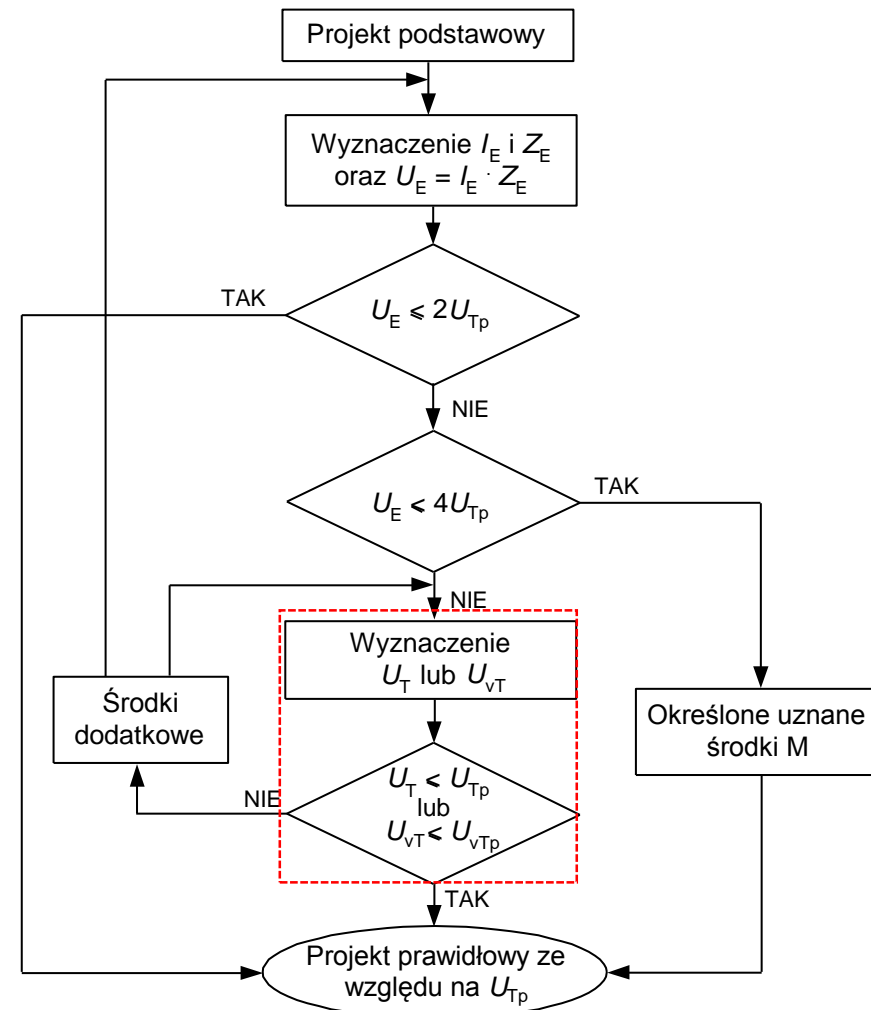 Projekt podstawowy
Wyznaczenie I_E i Z_E
oraz U_E = I_E · Z_E
TAK
U_E ⩽ 2U_Tp
NIE
U_E ⩽ 4U_Tp
TAK
NIE
Wyznaczenie
U_T lub U_vT
Środki
dodatkowe
Określone uznane
środki M
NIE
U_T ⩽ U_Tp
lub
U_vT ⩽ U_vTp
TAK
Projekt prawidłowy ze
względu na U_Tp